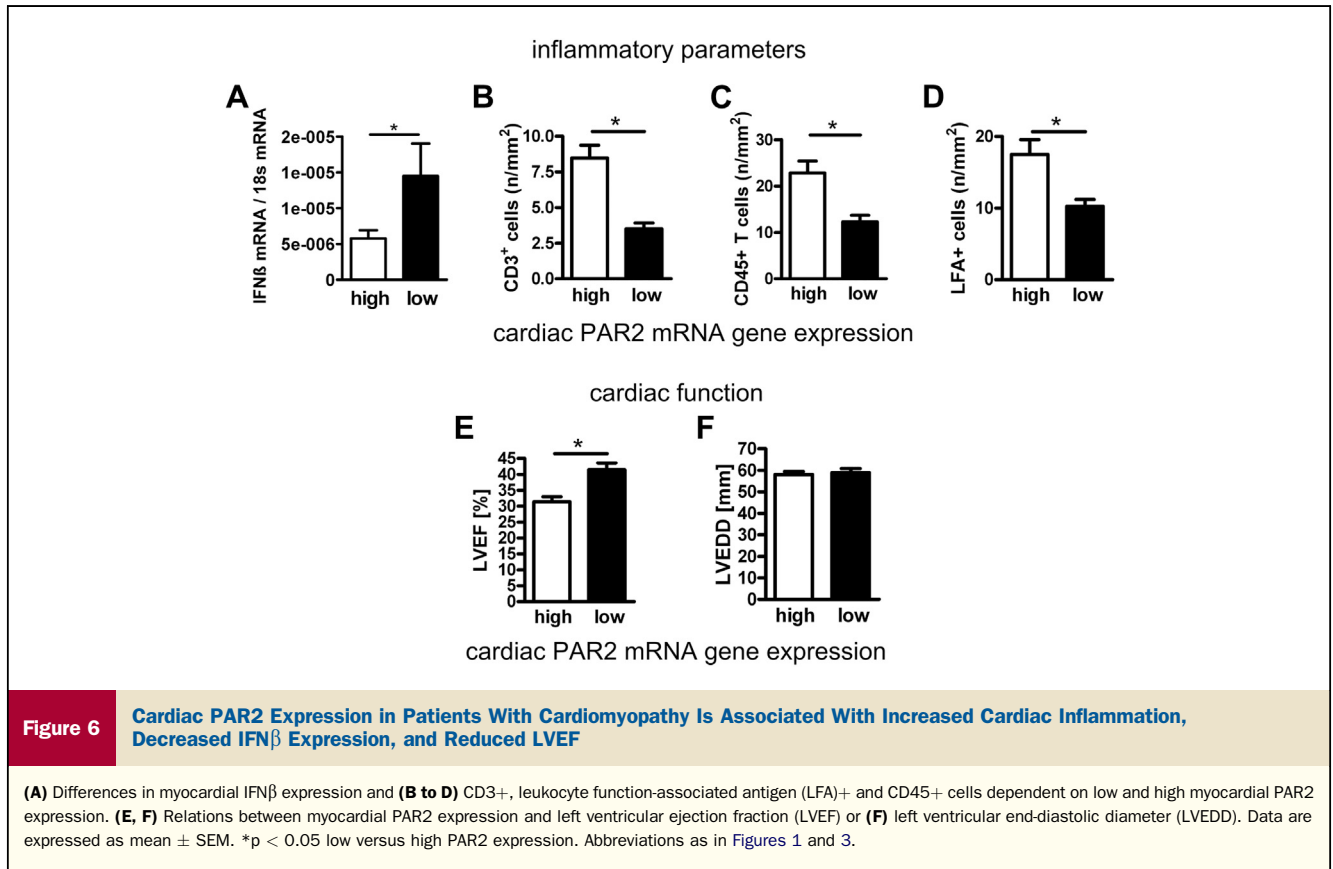 inflammatory parameters
A
IFNß mRNA / 18s mRNA
2e-005
1e-005
1e-005
5e-006
0
*
high low
B
CD3+ cells (n/mm2)
10.0
7.5
5.0
2.5
0.0
*
high low
C
CD45+ T cells (n/mm2)
30
20
10
0
*
high low
D
LFA+ cells (n/mm2)
20
10
0
*
high low
cardiac PAR2 mRNA gene expression
cardiac function
E
LVEF [%]
45
40
35
30
25
20
15
10
5
0
*
high low
F
LVEDD [mm]
70
60
50
40
30
20
10
0
high low
cardiac PAR2 mRNA gene expression
Figure 6
Cardiac PAR2 Expression in Patients With Cardiomyopathy Is Associated With Increased Cardiac Inflammation,
Decreased IFNβ Expression, and Reduced LVEF
(A) Differences in myocardial IFNβ expression and (B to D) CD3+, leukocyte function-associated antigen (LFA)+ and CD45+ cells dependent on low and high myocardial PAR2
expression. (E, F) Relations between myocardial PAR2 expression and left ventricular ejection fraction (LVEF) or (F) left ventricular end-diastolic diameter (LVEDD). Data are
expressed as mean ± SEM. *p < 0.05 low versus high PAR2 expression. Abbreviations as in Figures 1 and 3.